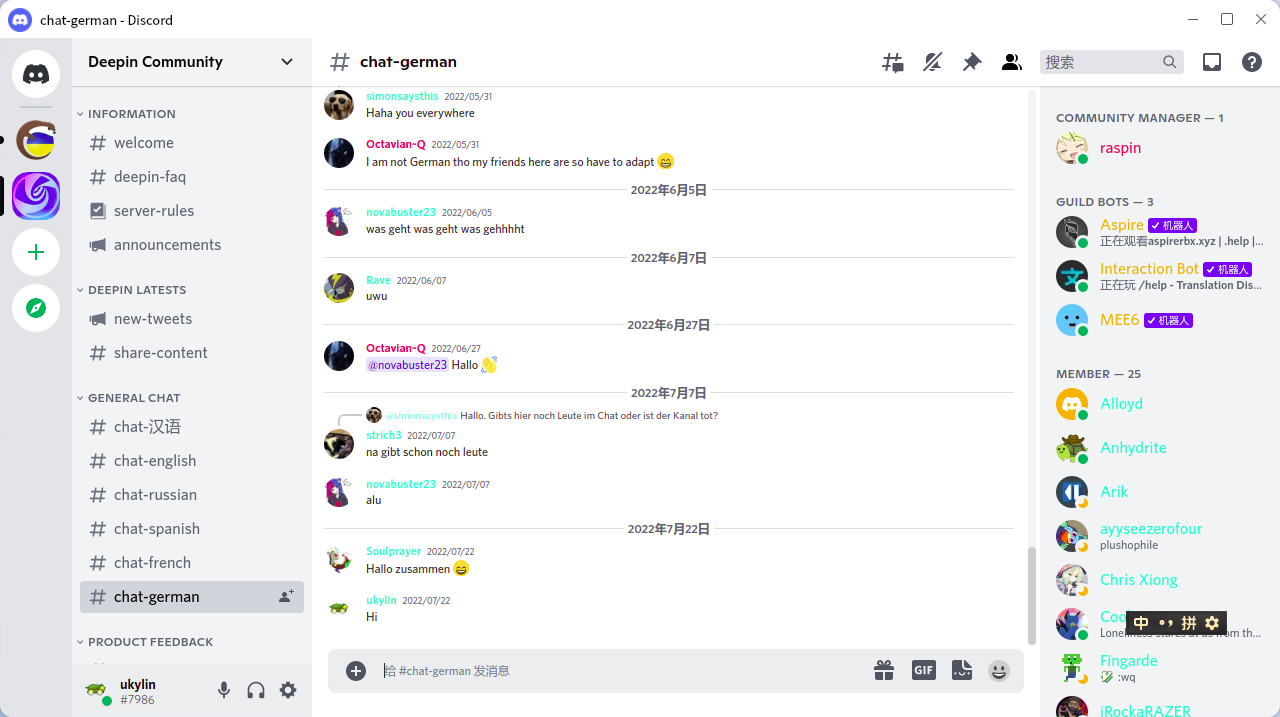 chat-german - Discord
Deepin Community
chat-german
搜索
INFORMATION
welcome
deepin-faq
server-rules
announcements
DEEPIN LATESTS
new-tweets
share-content
GENERAL CHAT
chat-汉语
chat-english
chat-russian
chat-spanish
chat-french
chat-german
PRODUCT FEEDBACK
ukylin
#7986
simonsaysthis 2022/05/31
Haha you everywhere
Octavian~Q 2022/05/31
I am not German tho my friends here are so have to adapt 😄
2022年6月5日
novabuster23 2022/06/05
was geht was geht was gehhhht
2022年6月7日
Rave 2022/06/07
uwu
2022年6月27日
Octavian~Q 2022/06/27
@novabuster23 Hallo 👋
2022年7月7日
@simonsaysthis Hallo. Gibts hier noch Leute im Chat oder ist der Kanal tot?
strich3 2022/07/07
na gibt schon noch leute
novabuster23 2022/07/07
alu
2022年7月22日
Soulprayer 2022/07/22
Hallo zusammen 😄
ukylin 2022/07/22
Hi
给 #chat-german 发消息
GIF
COMMUNITY MANAGER — 1
raspin
GUILD BOTS — 3
Aspire ✓ 机器人
正在观看aspirerbx.xyz | .help |...
Interaction Bot ✓ 机器人
正在玩 /help - Translation Dis...
MEE6 ✓ 机器人
MEMBER — 25
Alloyd
Anhydrite
Arik
ayyseezerofour
plushophile
Chris Xiong
中 •, 拼
Fingarde
:wq
iRockaRAZER